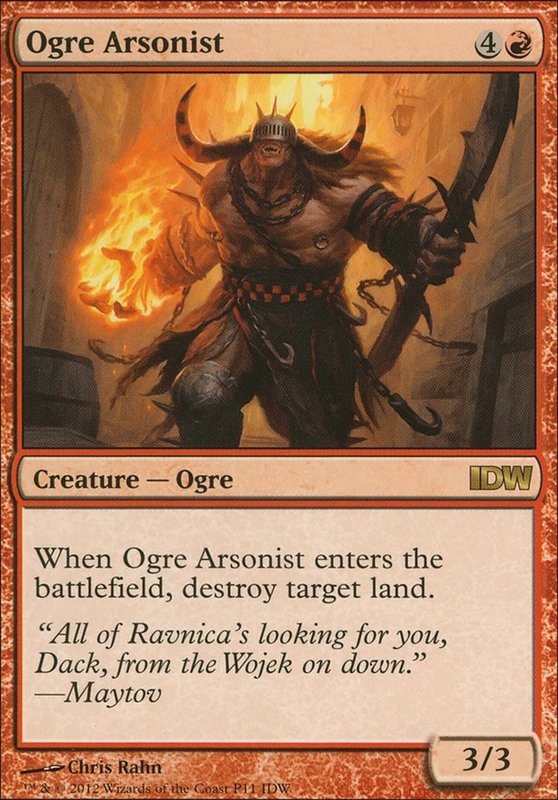 Ogre Arsonist 4
Creature — Ogre IDW
When Ogre Arsonist enters the
battlefield, destroy target land.
“All of Ravnica’s looking for you,
Dack, from the Wojek on down.”
—Maytov
3/3
Chris Rahn
™ & © 2012 Wizards of the Coast P11 IDW